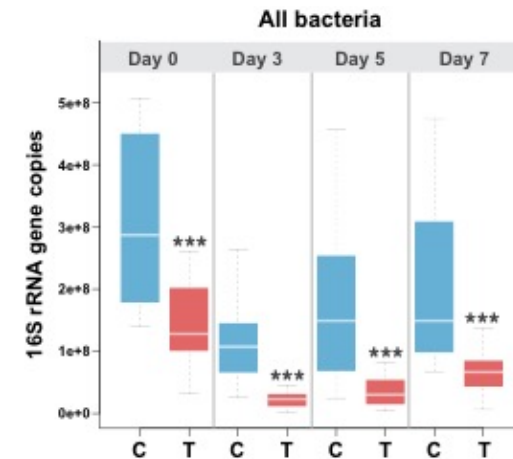 All bacteria
Day 0 Day 3 Day 5 Day 7
16S rRNA gene copies
5e+8
4e+8
3e+8
2e+8
1e+8
0e+0
***
***
***
***
C T C T C T C T